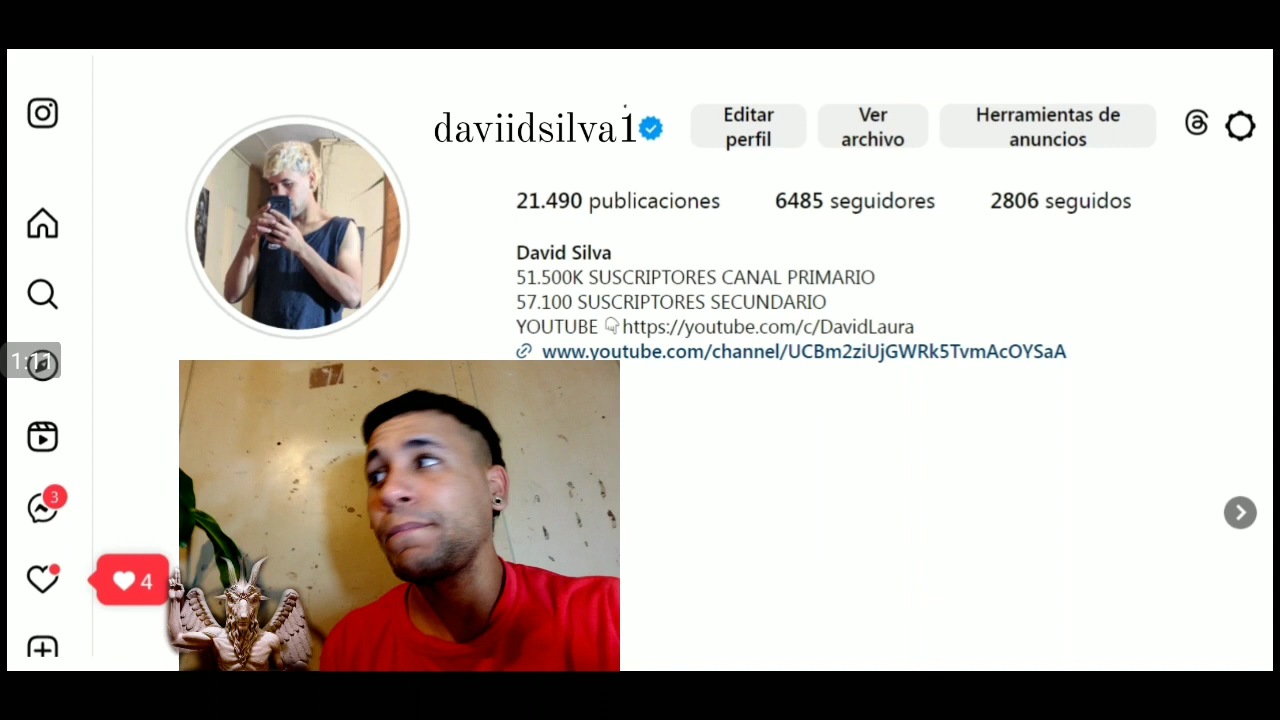 daviidsilva1
Editar
perfil
Ver
archivo
Herramientas de
anuncios
21.490 publicaciones
6485 seguidores
2806 seguidos
David Silva
51.500K SUSCRIPTORES CANAL PRIMARIO
57.100 SUSCRIPTORES SECUNDARIO
YOUTUBE 👇https://youtube.com/c/DavidLaura
www.youtube.com/channel/UCBm2ziUjGWRk5TvmAcOYSaA
1:11
3
4